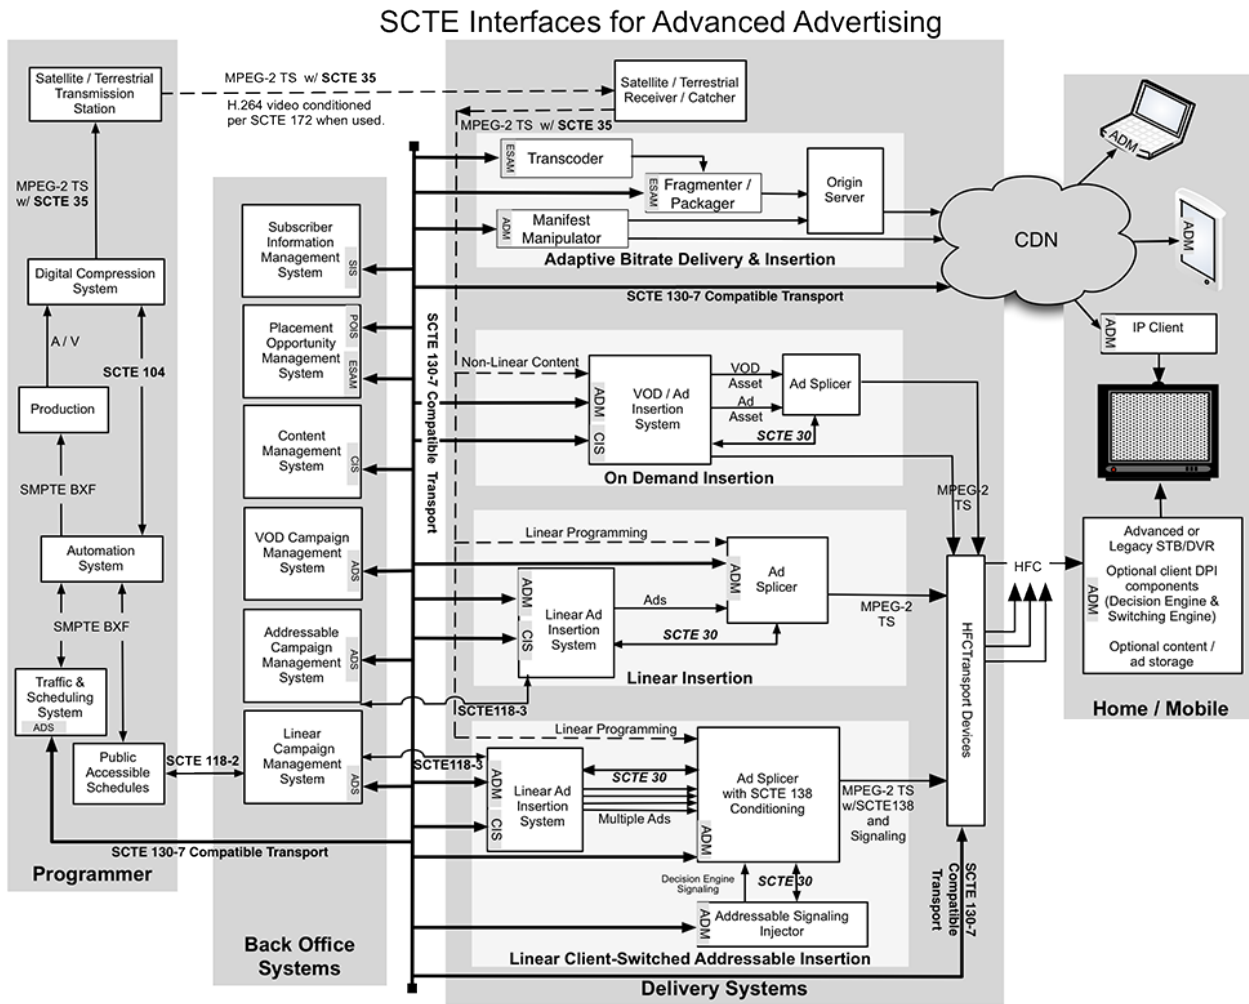 SCTE Interfaces for Advanced Advertising
Satellite / Terrestrial
Transmission
Station
MPEG-2 TS w/ SCTE 35
H.264 video conditioned
per SCTE 172 when used.
Satellite / Terrestrial
Receiver / Catcher
MPEG-2 TS w/ SCTE 35
MPEG-2 TS
w/ SCTE 35
Digital Compression
System
A / V
SCTE 104
Production
SMPTE BXF
Automation
System
SMPTE BXF
Traffic &
Scheduling
System
ADS
Public
Accessible
Schedules
SCTE 118-2
SCTE 130-7 Compatible Transport
Programmer
Subscriber
Information
Management
System
SIS
Placement
Opportunity
Management
System
POIS
ESAM
Content
Management
System
CIS
VOD Campaign
Management
System
ADS
Addressable
Campaign
Management
System
ADS
Linear
Campaign
Management
System
ADS
Back Office
Systems
SCTE 130-7 Compatible Transport
ESAM
Transcoder
ESAM
Fragmenter /
Packager
Origin
Server
ADM
Manifest
Manipulator
Adaptive Bitrate Delivery & Insertion
SCTE 130-7 Compatible Transport
Non-Linear Content
ADM
CIS
VOD / Ad
Insertion
System
VOD
Asset
Ad
Asset
Ad Splicer
SCTE 30
On Demand Insertion
MPEG-2
TS
Linear Programming
ADM
CIS
Linear Ad
Insertion
System
Ads
ADM
Ad
Splicer
SCTE 30
MPEG-2
TS
Linear Insertion
SCTE118-3
Linear Programming
SCTE118-3
ADM
CIS
Linear Ad
Insertion
System
SCTE 30
Multiple Ads
Ad Splicer
with SCTE 138
Conditioning
ADM
MPEG-2 TS
w/SCTE138
and
Signaling
Decision Engine
Signaling
SCTE 30
ADM
Addressable Signaling
Injector
Linear Client-Switched Addressable Insertion
SCTE 130-7
Compatible
Transport
Delivery Systems
HFCTransport Devices
HFC
CDN
ADM
ADM
ADM
IP Client
Advanced or
Legacy STB/DVR
Optional client DPI
components
(Decision Engine &
Switching Engine)
ADM
Optional content /
ad storage
Home / Mobile